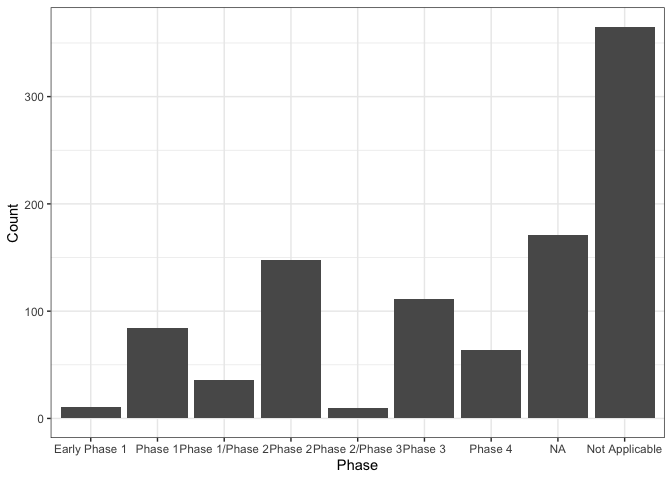 300
200
100
0
Count
Early Phase 1 Phase 1 Phase 1/Phase 2 Phase 2 Phase 2/Phase 3 Phase 3 Phase 4 NA Not Applicable
Phase